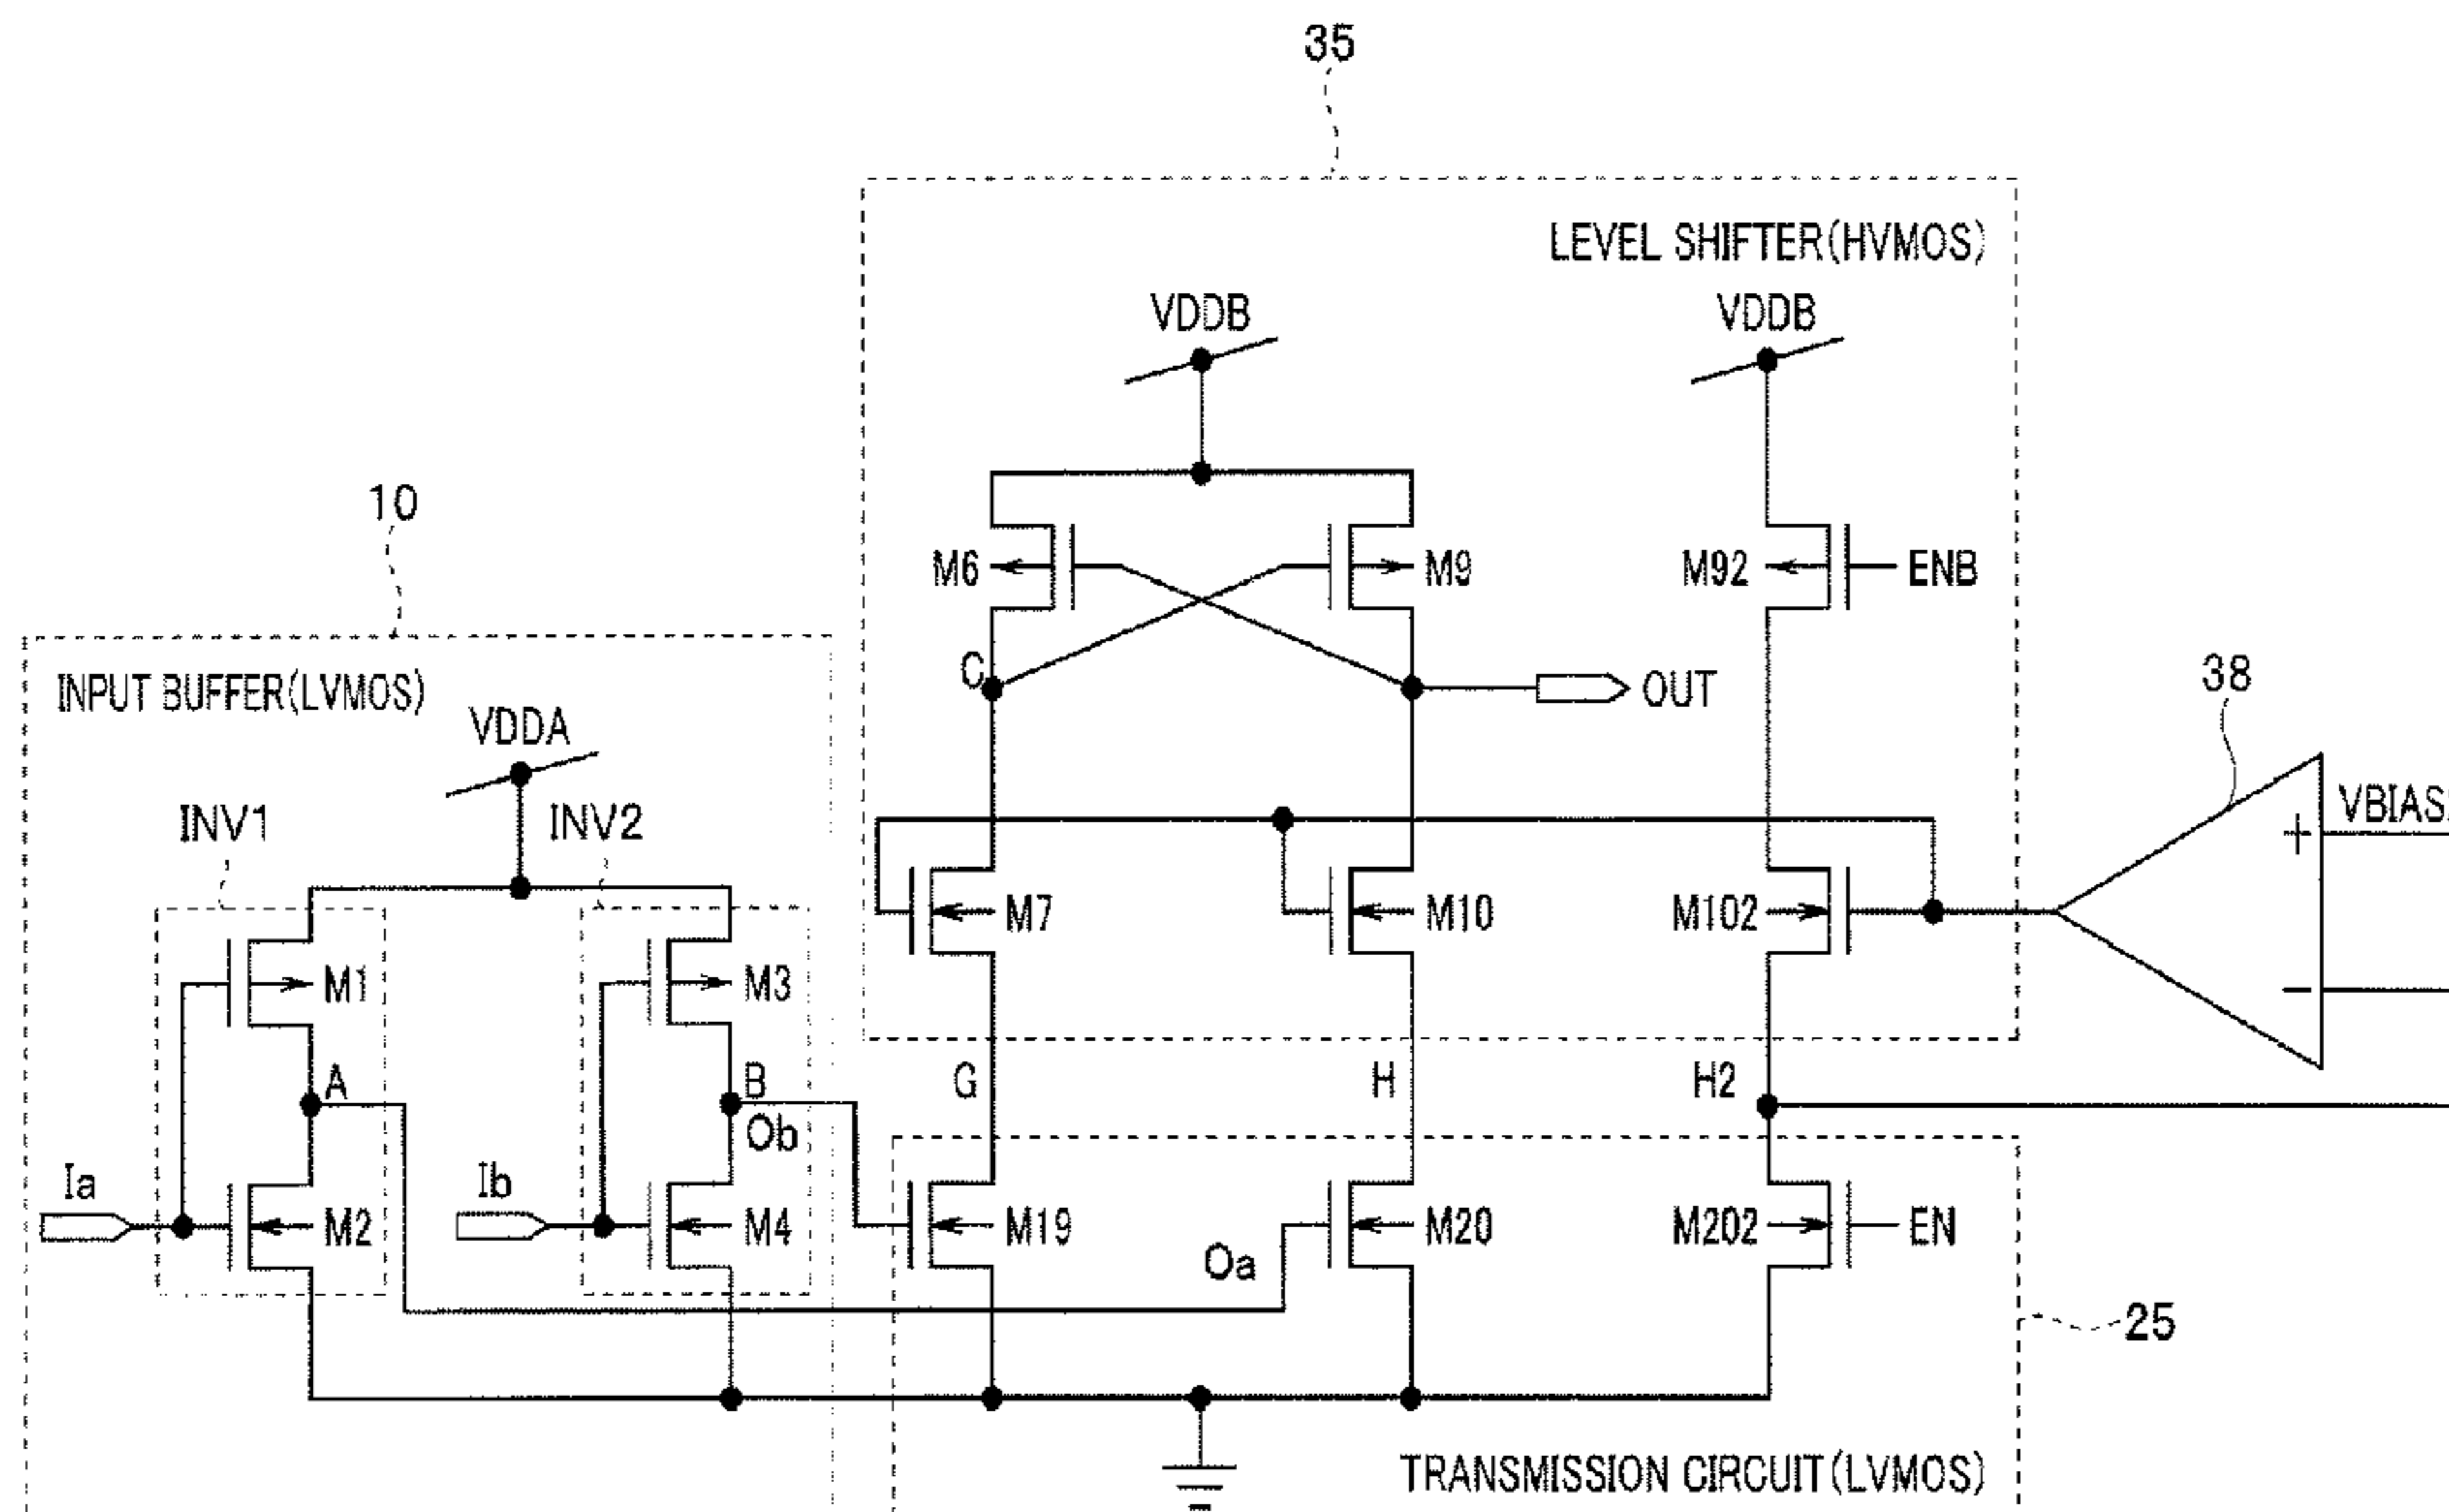 35
LEVEL SHIFTER(HVMOS)
VDDB VDDB
10
M6 M9 M92 ENB
INPUT BUFFER(LVMOS)
C OUT 38
VDDA
INV1 INV2 VBIAS
+
M7 M10 M102
M1 M3 −
A B G H H2
Ob
Ia Ib
M2 M4 M19 M20 M202 EN
Oa
25
TRANSMISSION CIRCUIT(LVMOS)